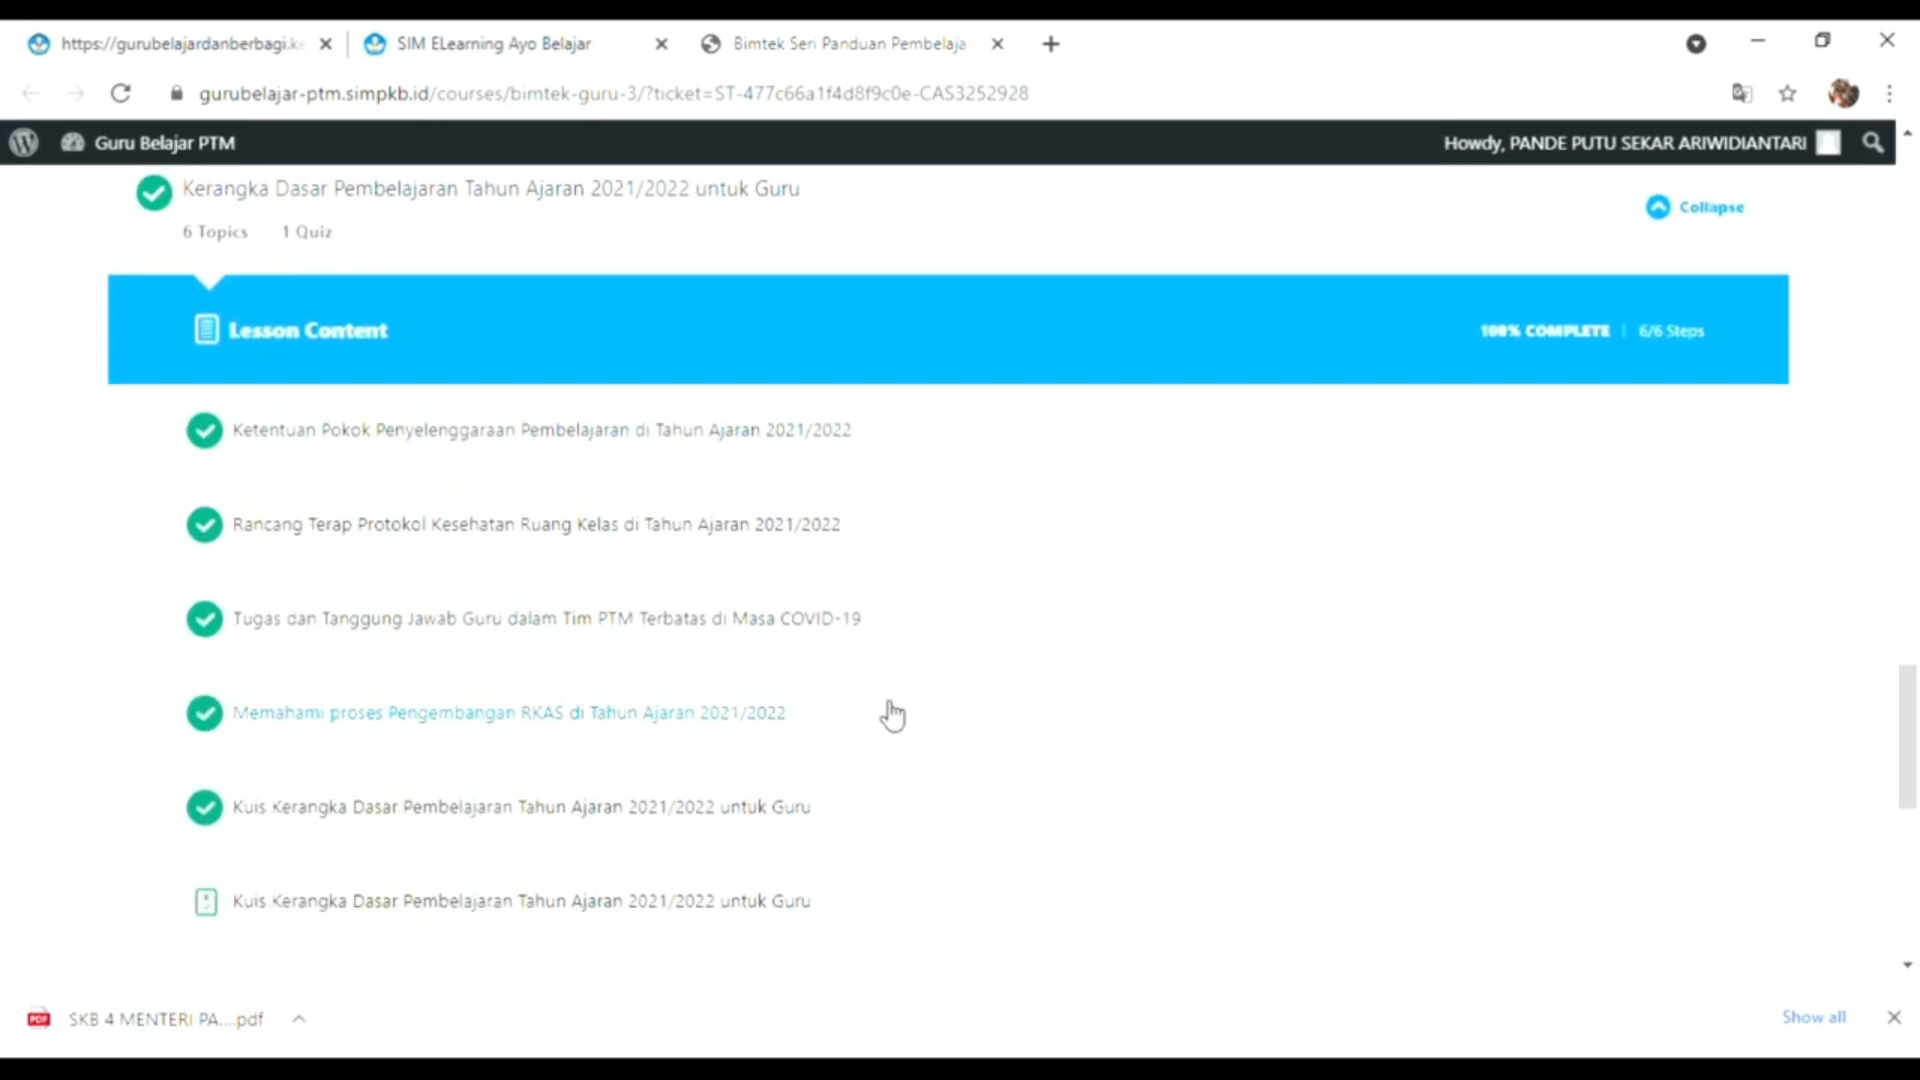 https://gurubelajardanberbagi.ke
SIM ELearning Ayo Belajar
Bimtek Seri Panduan Pembelaja
gurubelajar-ptm.simpkb.id/courses/bimtek-guru-3/?ticket=ST-477c66a1f4d8f9c0e-CAS3252928
Guru Belajar PTM
Howdy, PANDE PUTU SEKAR ARIWIDIANTARI
Kerangka Dasar Pembelajaran Tahun Ajaran 2021/2022 untuk Guru
Collapse
6 Topics 1 Quiz
Lesson Content
100% COMPLETE | 6/6 Steps
Ketentuan Pokok Penyelenggaraan Pembelajaran di Tahun Ajaran 2021/2022
Rancang Terap Protokol Kesehatan Ruang Kelas di Tahun Ajaran 2021/2022
Tugas dan Tanggung Jawab Guru dalam Tim PTM Terbatas di Masa COVID-19
Memahami proses Pengembangan RKAS di Tahun Ajaran 2021/2022
Kuis Kerangka Dasar Pembelajaran Tahun Ajaran 2021/2022 untuk Guru
Kuis Kerangka Dasar Pembelajaran Tahun Ajaran 2021/2022 untuk Guru
PDF
SKB 4 MENTERI PA....pdf
Show all